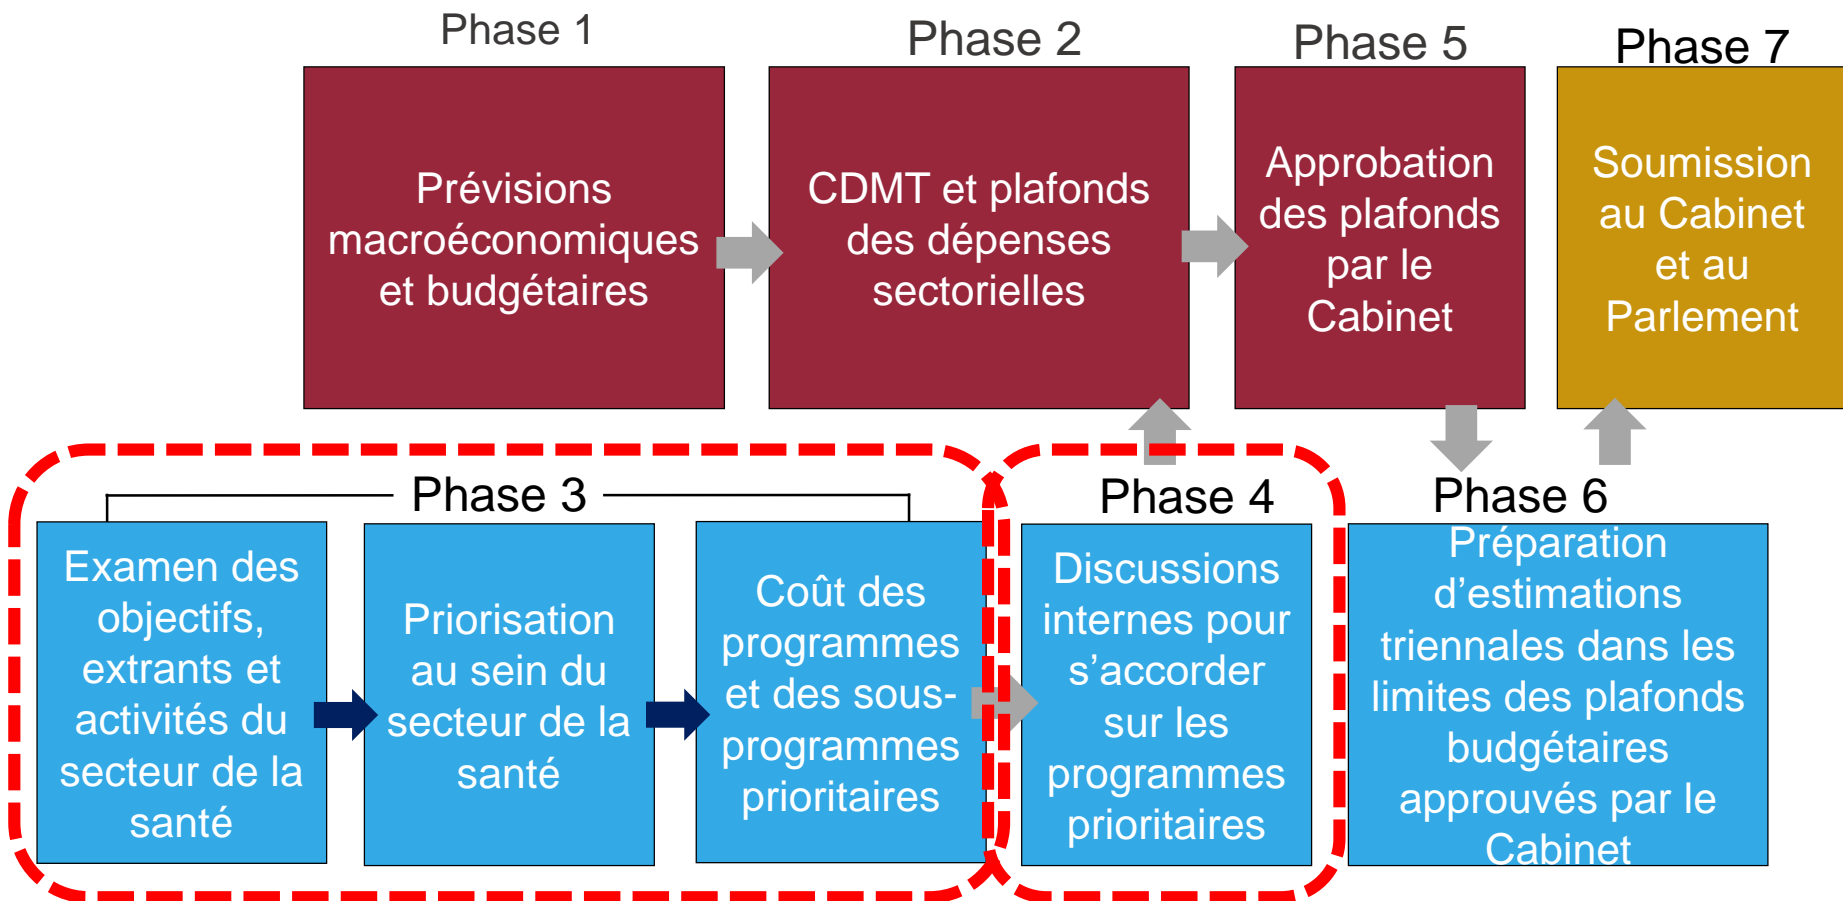 Phase 1
Prévisions
macroéconomiques
et budgétaires
Phase 2
CDMT et plafonds
des dépenses
sectorielles
Phase 5
Approbation
des plafonds
par le
Cabinet
Phase 7
Soumission
au Cabinet
et au
Parlement
Phase 3
Examen des
objectifs,
extrants et
activités du
secteur de la
santé
Priorisation
au sein du
secteur de la
santé
Coût des
programmes
et des sous-
programmes
prioritaires
Phase 4
Discussions
internes pour
s’accorder
sur les
programmes
prioritaires
Phase 6
Préparation
d’estimations
triennales dans les
limites des plafonds
budgétaires
approuvés par le
Cabinet